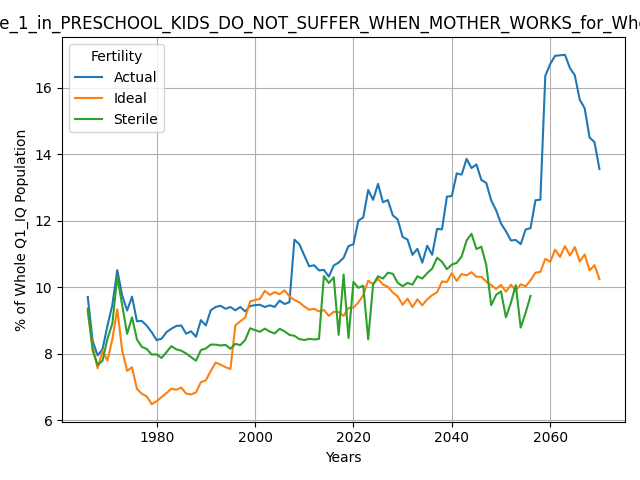 e_1_in_PRESCHOOL_KIDS_DO_NOT_SUFFER_WHEN_MOTHER_WORKS_for_Who
Fertility
Actual
Ideal
Sterile
% of Whole Q1_IQ Population
16
14
12
10
8
6
1980
2000
2020
2040
2060
Years